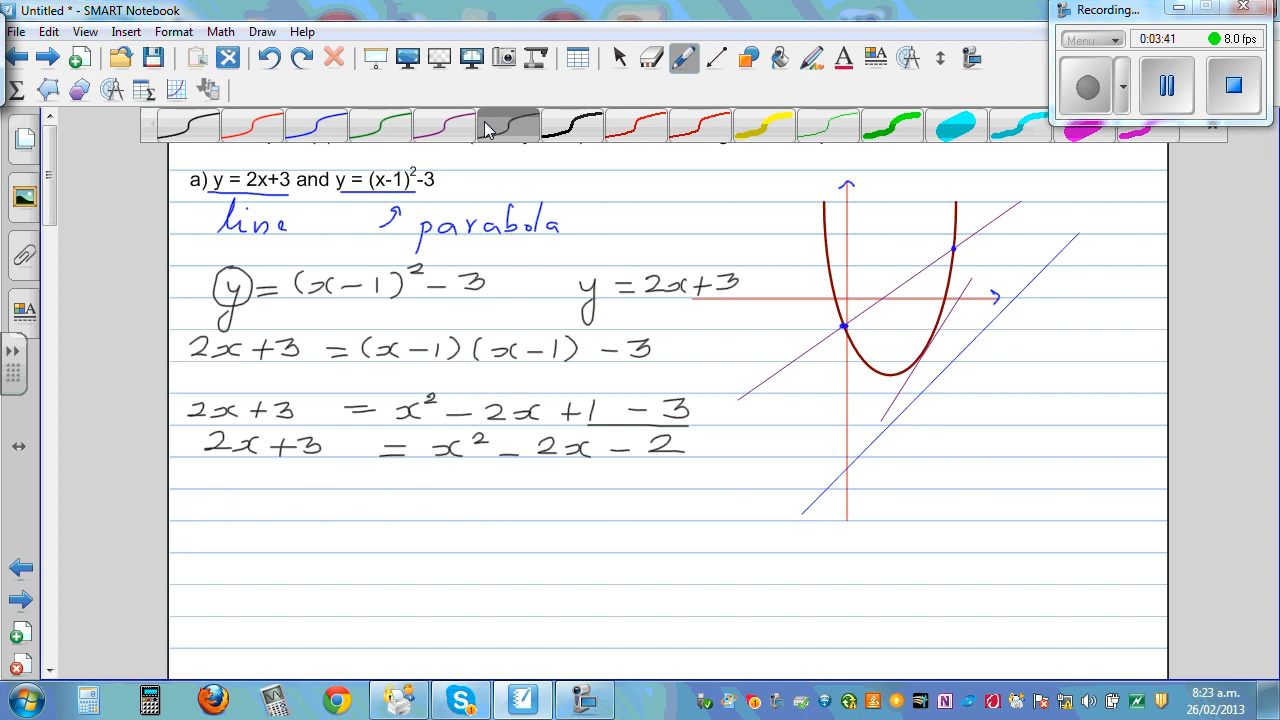 Untitled * - SMART Notebook
Recording...
File Edit View Insert Format Math Tools Draw Help
Menu 0:03:41 8.0 fps
a) y = 2x+3 and y = (x-1)²-3
line parabola
y = (x-1)² - 3 y = 2x+3
2x+3 = (x-1)(x-1) - 3
2x+3 = x² - 2x +1 - 3
2x+3 = x² - 2x - 2
8:23 a.m.
26/02/2013